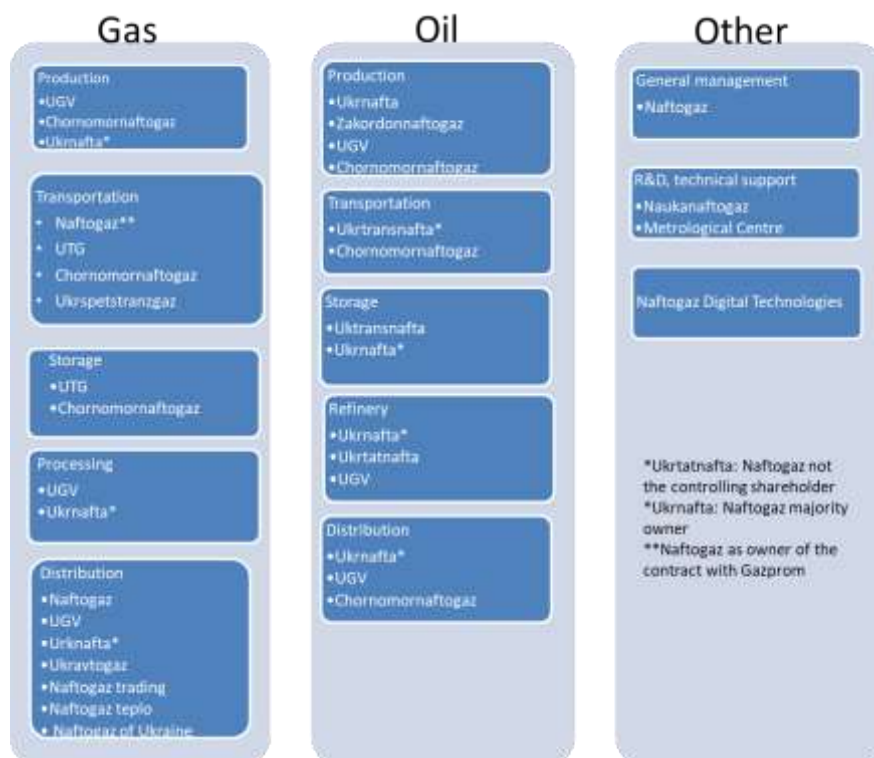 Gas
Production
•UGV
•Chornomornaftogaz
•Ukrnafta*
Transportation
• Naftogaz**
• UTG
• Chornomornaftogaz
• Ukrspetstranzgaz
Storage
•UTG
•Chornomornaftogaz
Processing
•UGV
•Ukrnafta*
Distribution
•Naftogaz
•UGV
•Urknafta*
•Ukravtogaz
•Naftogaz trading
•Naftogaz teplo
• Naftogaz of Ukraine
Oil
Production
•Ukrnafta
•Zakordonnaftogaz
•UGV
•Chornomornaftogaz
Transportation
•Ukrtransnafta*
•Chornomornaftogaz
Storage
•Uktransnafta
•Ukrnafta*
Refinery
•Ukrnafta*
•Ukrtatnafta
•UGV
Distribution
•Ukrnafta*
•UGV
•Chornomornaftogaz
Other
General management
•Naftogaz
R&D, technical support
•Naukanaftogaz
•Metrological Centre
Naftogaz Digital Technologies
*Ukrtatnafta: Naftogaz not
the controlling shareholder
*Ukrnafta: Naftogaz majority
owner
**Naftogaz as owner of the
contract with Gazprom